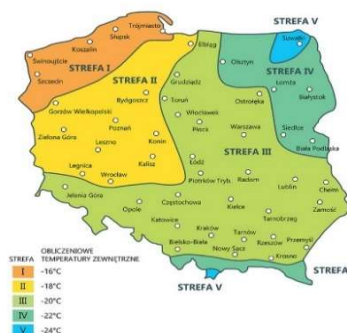 STREFA V
Trójmiasto
Słupsk
Koszalin
Świnoujście
STREFA I
Szczecin
Elbląg
Suwałki
Olsztyn
STREFA IV
STREFA II
Grudziądz
Łomża
Białystok
Bydgoszcz
Toruń
Ostrołęka
Gorzów Wielkopolski
Włocławek
Płock
Poznań
Warszawa
Siedlce
Zielona Góra
Konin
Biała Podlaska
Leszno
STREFA III
Kalisz
Łódź
Legnica
Piotrków Tryb.
Radom
Wrocław
Lublin
Chełm
Jelenia Góra
Częstochowa
Kielce
Zamość
Opole
Tarnobrzeg
Katowice
Kraków
Tarnów
Rzeszów
Przemyśl
Bielsko-Biała
Nowy Sącz
Krosno
STREFA
STREFA V
OBLICZENIOWE
STREFA TEMPERATURY ZEWNĘTRZNE
I -16°C
II -18°C
III -20°C
IV -22°C
V -24°C